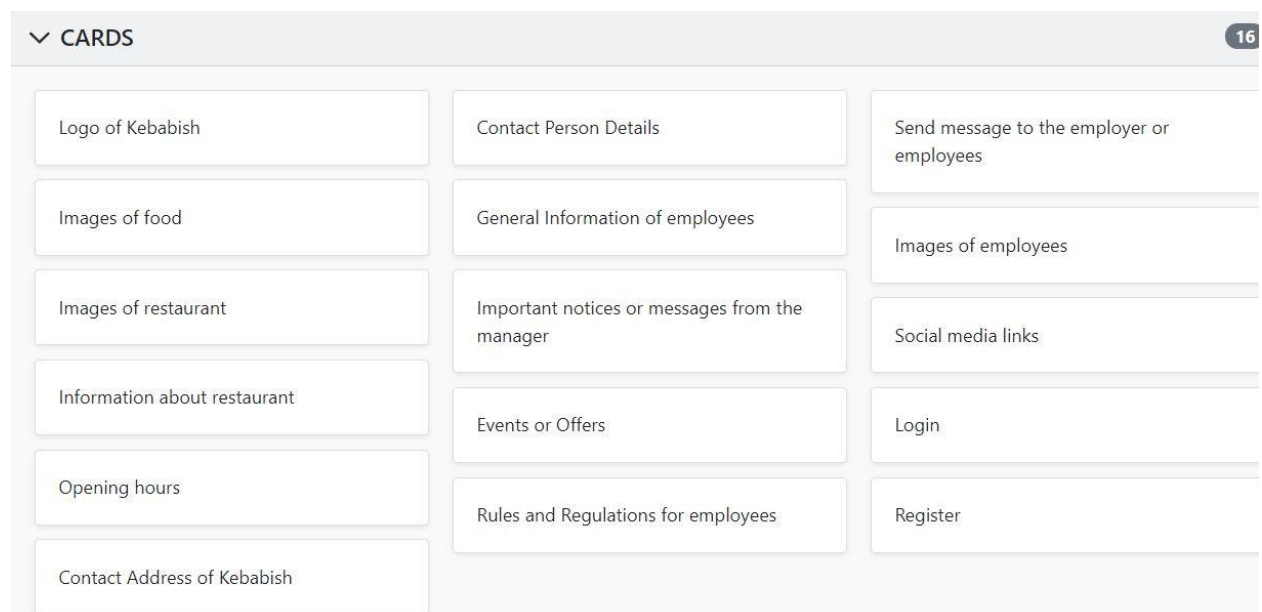 CARDS
16
Logo of Kebabish
Images of food
Images of restaurant
Information about restaurant
Opening hours
Contact Address of Kebabish
Contact Person Details
General Information of employees
Important notices or messages from the
manager
Events or Offers
Rules and Regulations for employees
Send message to the employer or
employees
Images of employees
Social media links
Login
Register